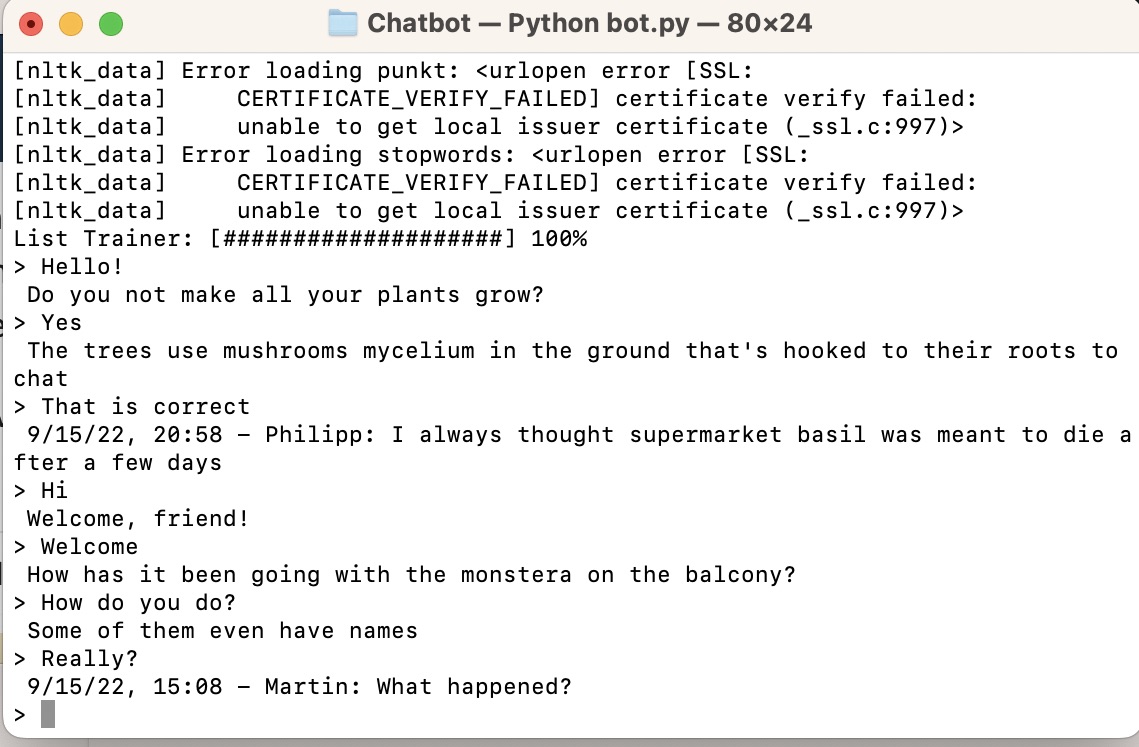 Chatbot — Python bot.py — 80×24
[nltk_data] Error loading punkt: <urlopen error [SSL:
[nltk_data]     CERTIFICATE_VERIFY_FAILED] certificate verify failed:
[nltk_data]     unable to get local issuer certificate (_ssl.c:997)>
[nltk_data] Error loading stopwords: <urlopen error [SSL:
[nltk_data]     CERTIFICATE_VERIFY_FAILED] certificate verify failed:
[nltk_data]     unable to get local issuer certificate (_ssl.c:997)>
List Trainer: [####################] 100%
> Hello!
 Do you not make all your plants grow?
> Yes
 The trees use mushrooms mycelium in the ground that's hooked to their roots to
chat
> That is correct
 9/15/22, 20:58 – Philipp: I always thought supermarket basil was meant to die a
fter a few days
> Hi
 Welcome, friend!
> Welcome
 How has it been going with the monstera on the balcony?
> How do you do?
 Some of them even have names
> Really?
 9/15/22, 15:08 – Martin: What happened?
>